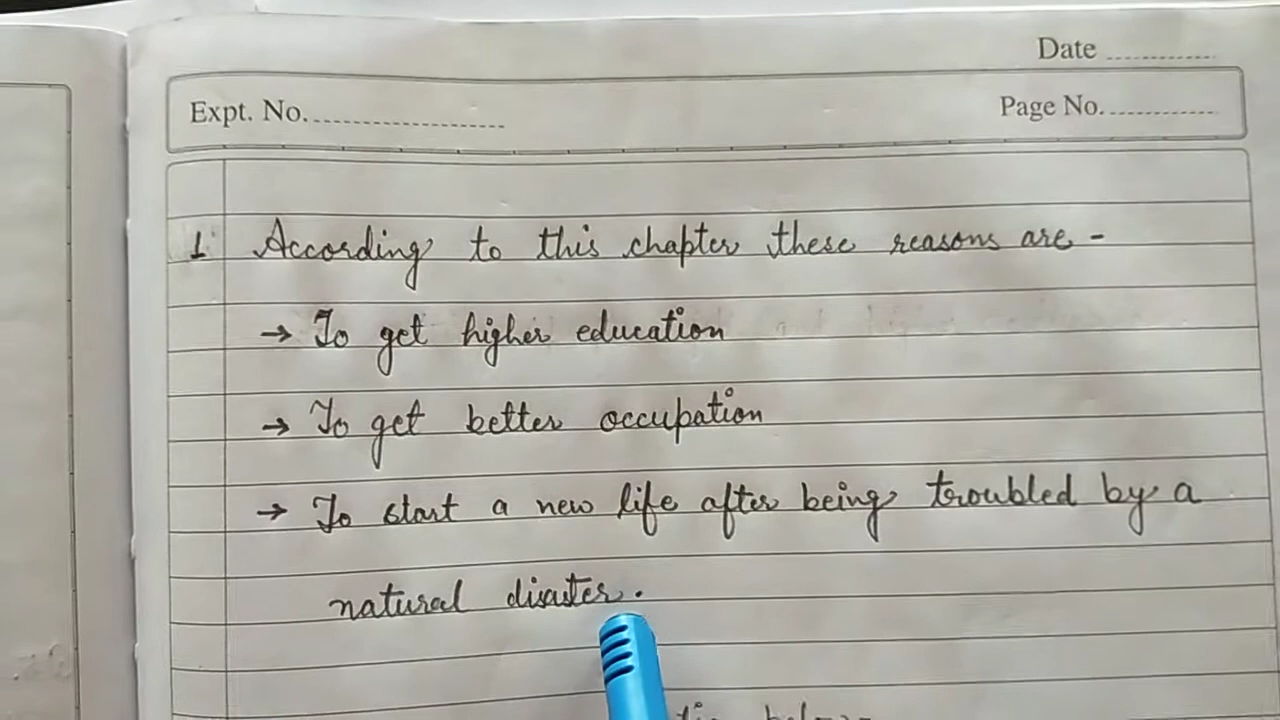 Date ............
Expt. No. ....................
Page No. ............
1. According to this chapter these reasons are -
→ To get higher education
→ To get better occupation
→ To start a new life after being troubled by a
natural disaster.